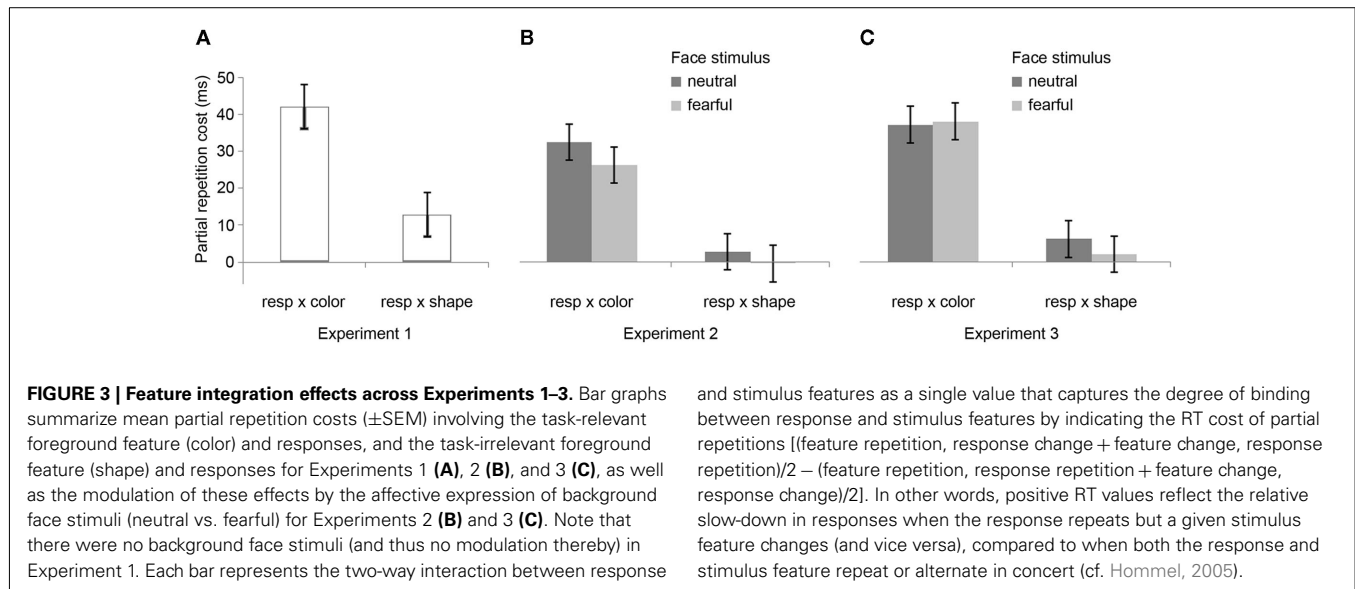 A
B
C
Face stimulus
neutral
fearful
Face stimulus
neutral
fearful
Partial repetition cost (ms)
50
40
30
20
10
0
resp x color
resp x shape
resp x color
resp x shape
resp x color
resp x shape
Experiment 1
Experiment 2
Experiment 3
FIGURE 3 | Feature integration effects across Experiments 1–3. Bar graphs
summarize mean partial repetition costs (±SEM) involving the task-relevant
foreground feature (color) and responses, and the task-irrelevant foreground
feature (shape) and responses for Experiments 1 (A), 2 (B), and 3 (C), as well
as the modulation of these effects by the affective expression of background
face stimuli (neutral vs. fearful) for Experiments 2 (B) and 3 (C). Note that
there were no background face stimuli (and thus no modulation thereby) in
Experiment 1. Each bar represents the two-way interaction between response
and stimulus features as a single value that captures the degree of binding
between response and stimulus features by indicating the RT cost of partial
repetitions [(feature repetition, response change + feature change, response
repetition)/2 − (feature repetition, response repetition + feature change,
response change)/2]. In other words, positive RT values reflect the relative
slow-down in responses when the response repeats but a given stimulus
feature changes (and vice versa), compared to when both the response and
stimulus feature repeat or alternate in concert (cf. Hommel, 2005).